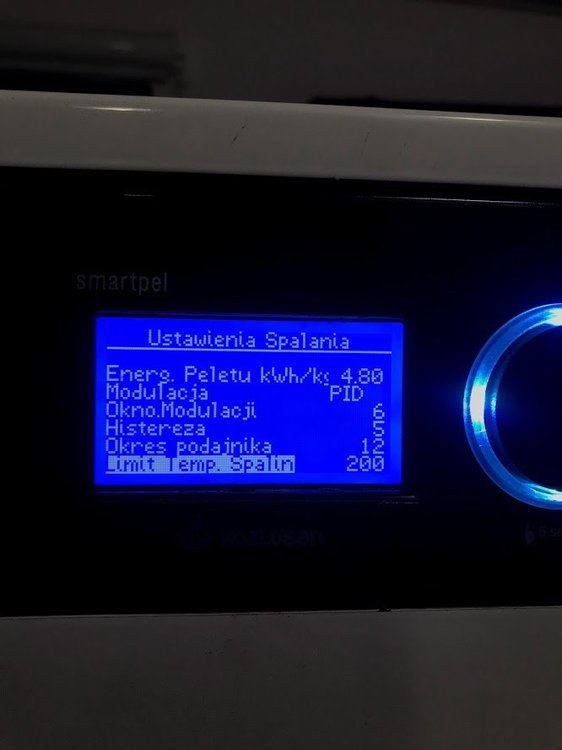 smartpel
Ustawienia Spalania
Energ. Peletu kWh/kg 4.80
Modulacja PID
Okno.Modulacji 6
Histereza 5
Okres podajnika 12
Limit Temp. Spalin 200